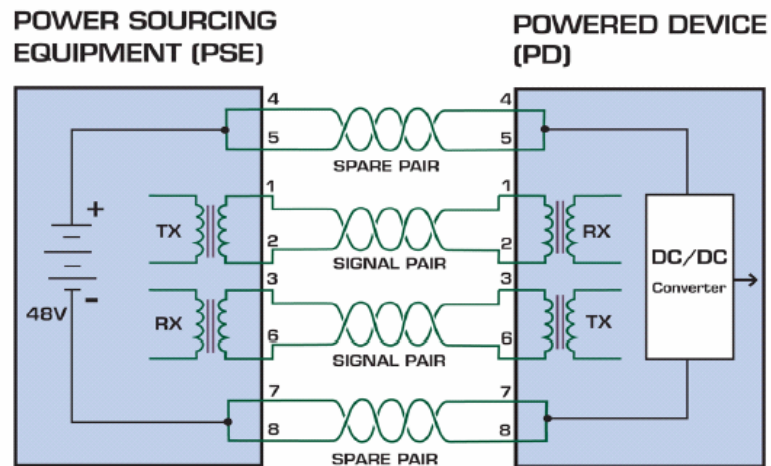 POWER SOURCING
EQUIPMENT (PSE)
POWERED DEVICE
(PD)
4
4
5
5
SPARE PAIR
+
1
1
TX
RX
2
2
SIGNAL PAIR
DC/DC
Converter
3
3
-
48V
RX
TX
6
6
SIGNAL PAIR
7
7
8
8
SPARE PAIR